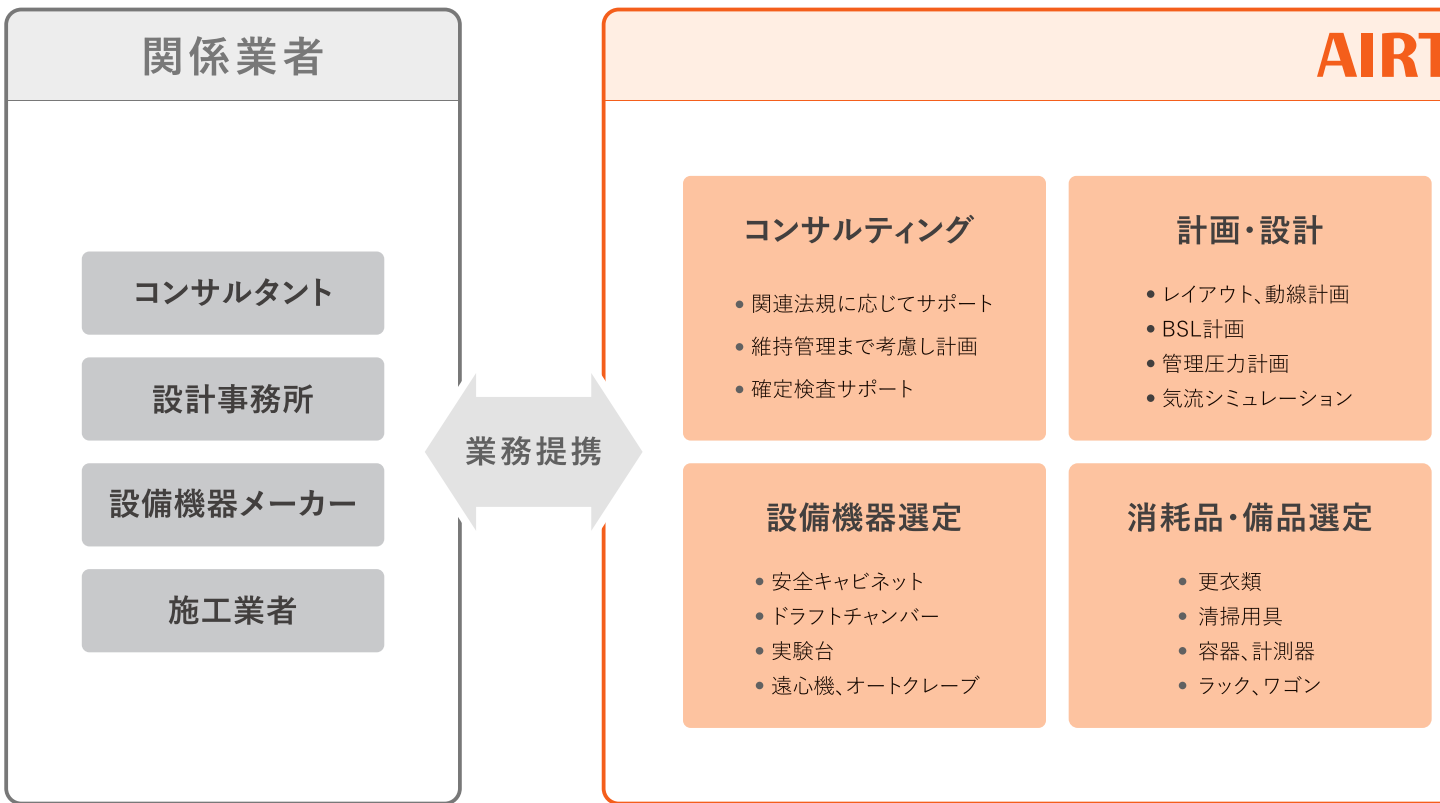 関係業者
コンサルタント
設計事務所
設備機器メーカー
施工業者
業務提携
AIRT
コンサルティング
• 関連法規に応じてサポート
• 維持管理まで考慮し計画
• 確定検査サポート
計画・設計
• レイアウト、動線計画
• BSL計画
• 管理圧力計画
• 気流シミュレーション
設備機器選定
• 安全キャビネット
• ドラフトチャンバー
• 実験台
• 遠心機、オートクレーブ
消耗品・備品選定
• 更衣類
• 清掃用具
• 容器、計測器
• ラック、ワゴン